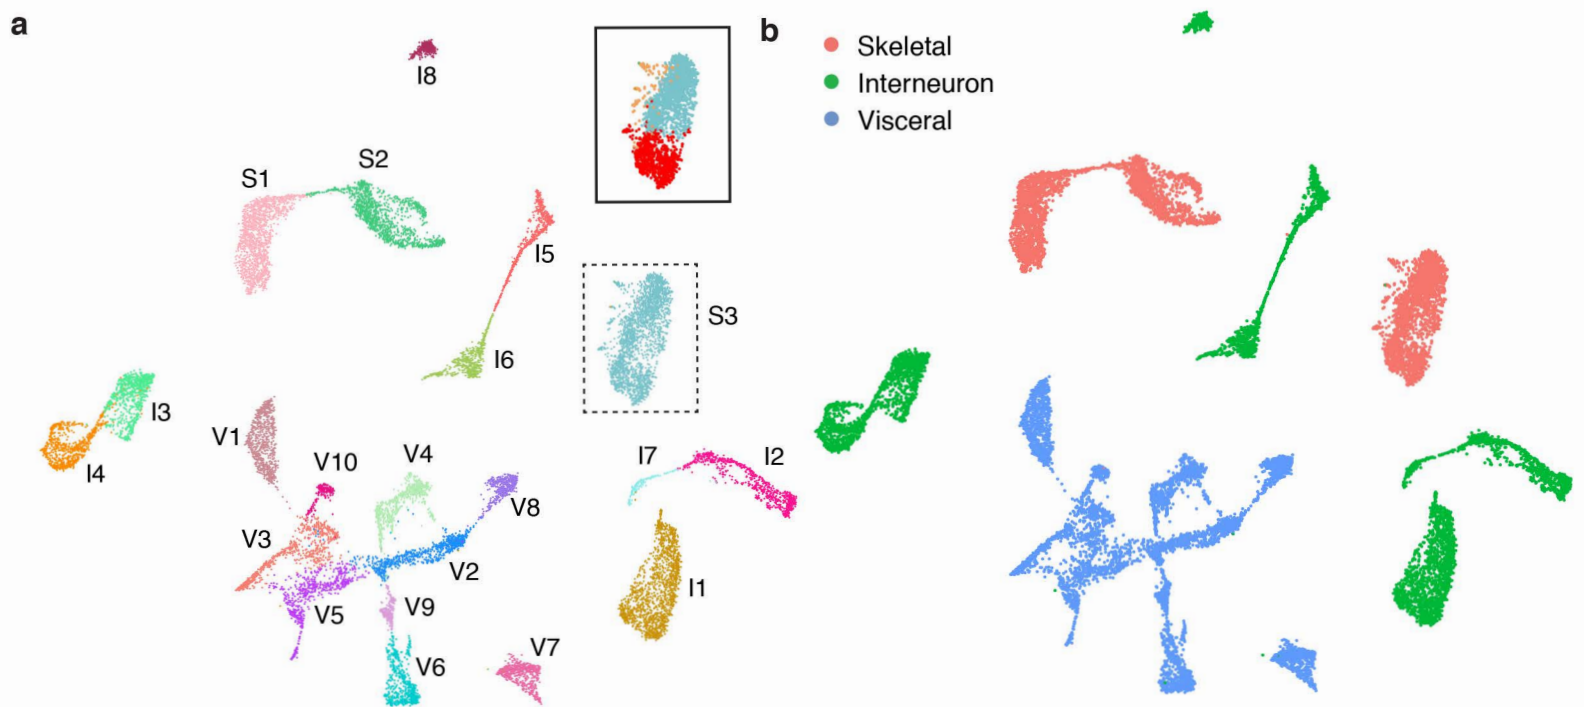 a
b
I8
Skeletal
Interneuron
Visceral
S1
S2
I5
S3
I6
I3
I4
V1
V10
V4
V8
I7
I2
V3
V2
V5
V9
I1
V6
V7